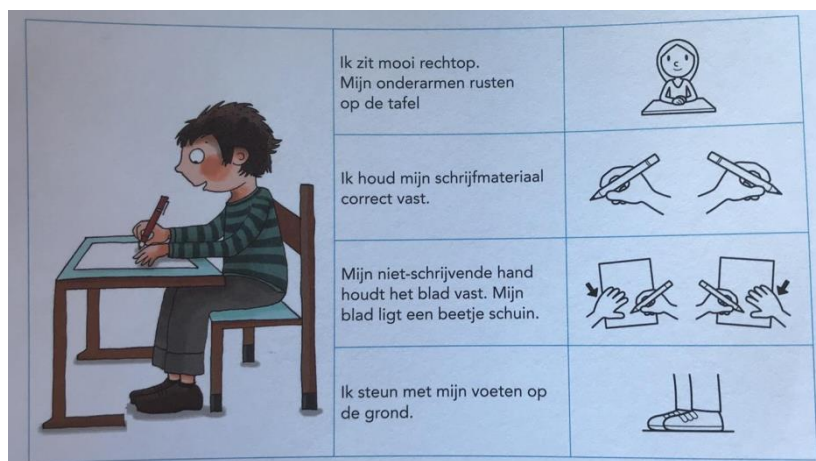 Ik zit mooi rechtop.
Mijn onderarmen rusten
op de tafel
Ik houd mijn schrijfmateriaal
correct vast.
Mijn niet-schrijvende hand
houdt het blad vast. Mijn
blad ligt een beetje schuin.
Ik steun met mijn voeten op
de grond.